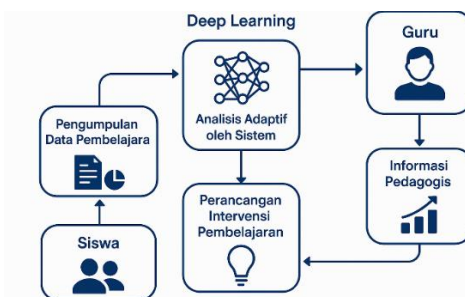 Deep Learning
Analisis Adaptif
oleh Sistem
Guru
Pengumpulan
Data Pembelajara
Siswa
Perancangan
Intervensi
Pembelajaran
Informasi
Pedagogis